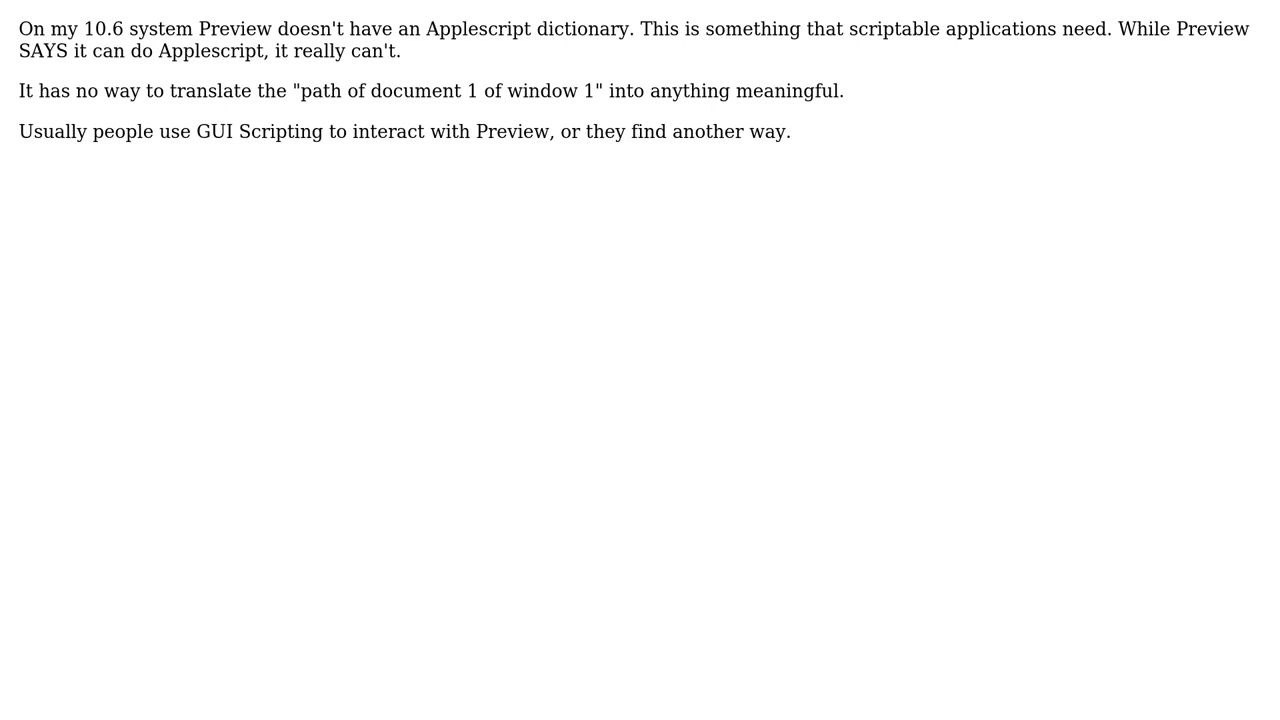 On my 10.6 system Preview doesn't have an Applescript dictionary. This is something that scriptable applications need. While Preview
SAYS it can do Applescript, it really can't.
It has no way to translate the "path of document 1 of window 1" into anything meaningful.
Usually people use GUI Scripting to interact with Preview, or they find another way.